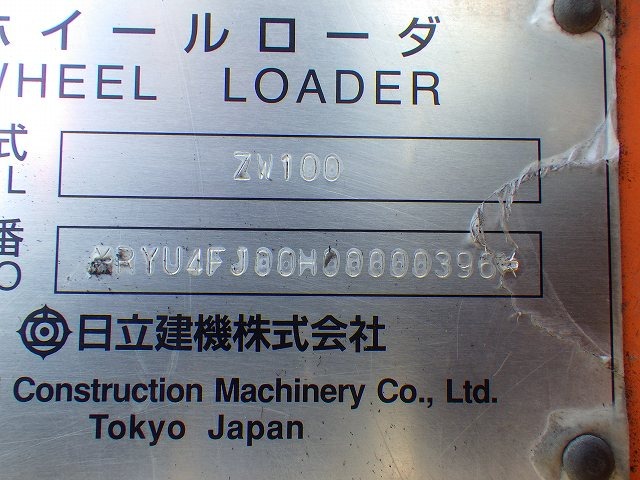 ホイールローダ
WHEEL LOADER
式
L ZW100
番
O
日立建機株式会社
Construction Machinery Co., Ltd.
Tokyo Japan